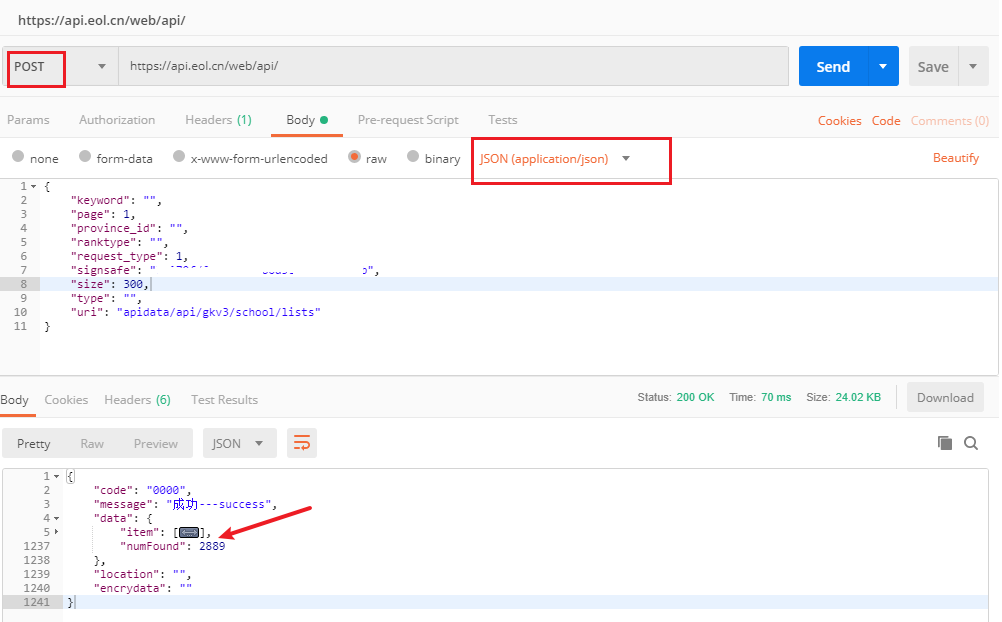 https://api.eol.cn/web/api/
POST https://api.eol.cn/web/api/ Send Save
Params Authorization Headers (1) Body Pre-request Script Tests Cookies Code Comments (0)
none form-data x-www-form-urlencoded raw binary JSON (application/json) Beautify
1 {
2 "keyword": "",
3 "page": 1,
4 "province_id": "",
5 "ranktype": "",
6 "request_type": 1,
7 "signsafe": "
8 "size": 300,
9 "type": "",
10 "uri": "apidata/api/gkv3/school/lists"
11 }
Body Cookies Headers (6) Test Results Status: 200 OK Time: 70 ms Size: 24.02 KB Download
Pretty Raw Preview JSON
1 {
2 "code": "0000",
3 "message": "成功---success",
4 "data": {
5 "item": [],
1237 "numFound": 2889
1238 },
1239 "location": "",
1240 "encrydata": ""
1241 }